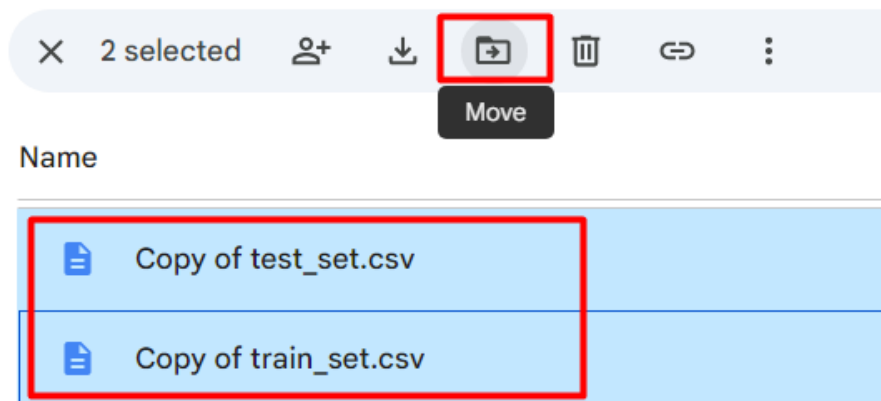 2 selected
Move
Name
Copy of test_set.csv
Copy of train_set.csv